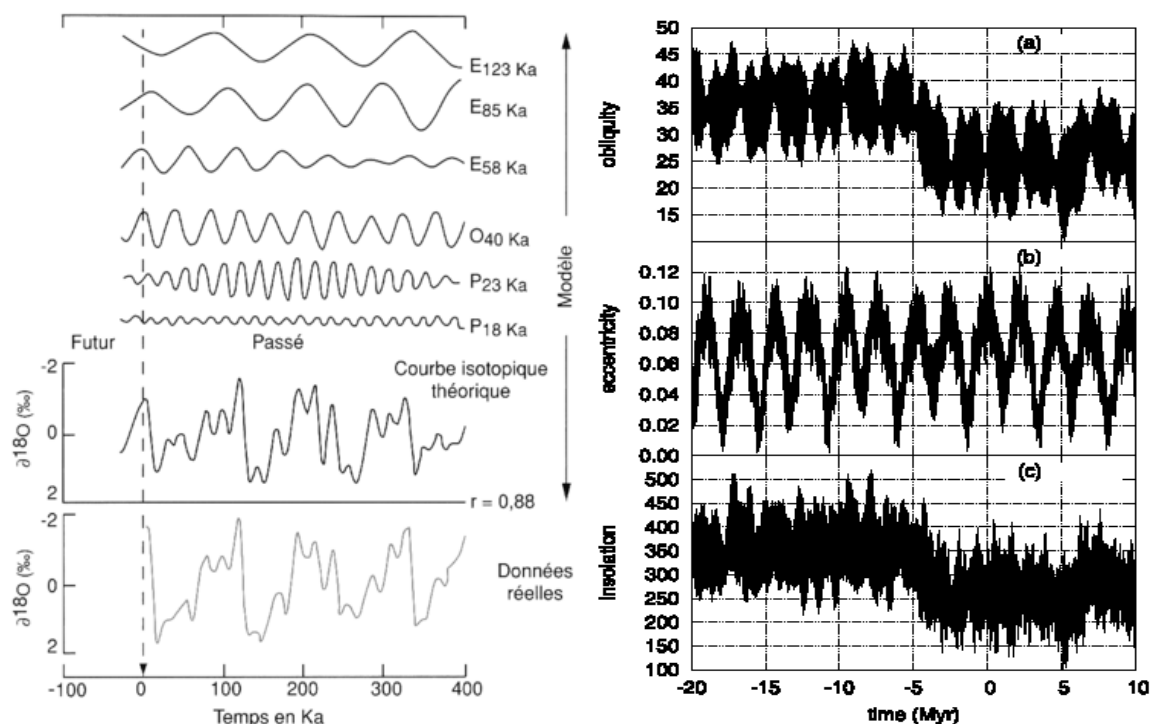 E123 Ka
E85 Ka
E58 Ka
O40 Ka
P23 Ka
P18 Ka
Modèle
Futur
Passé
Courbe isotopique
théorique
-2
0
2
∂18O (‰)
r = 0,88
-2
0
2
∂18O (‰)
Données
réelles
-100
0
100
200
300
400
Temps en Ka
(a)
50
45
40
35
30
25
20
15
obliquity
(b)
0.12
0.10
0.08
0.06
0.04
0.02
0.00
eccentricity
(c)
500
450
400
350
300
250
200
150
100
Insolation
-20
-15
-10
-5
0
5
10
time (Myr)